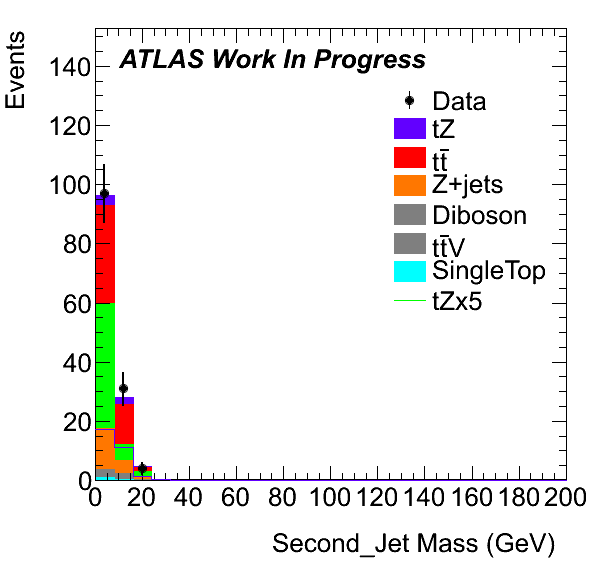 Events
ATLAS Work In Progress
Data
tZ
tt̄
Z+jets
Diboson
tt̄V
SingleTop
tZx5
140
120
100
80
60
40
20
0
0 20 40 60 80 100 120 140 160 180 200
Second_Jet Mass (GeV)